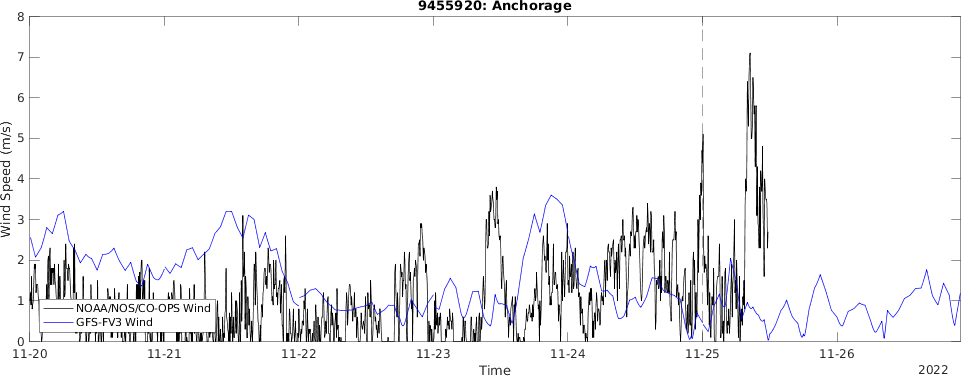 9455920: Anchorage
8
7
6
5
4
3
2
1
0
Wind Speed (m/s)
NOAA/NOS/CO-OPS Wind
GFS-FV3 Wind
11-20 11-21 11-22 11-23 11-24 11-25 11-26
Time
2022